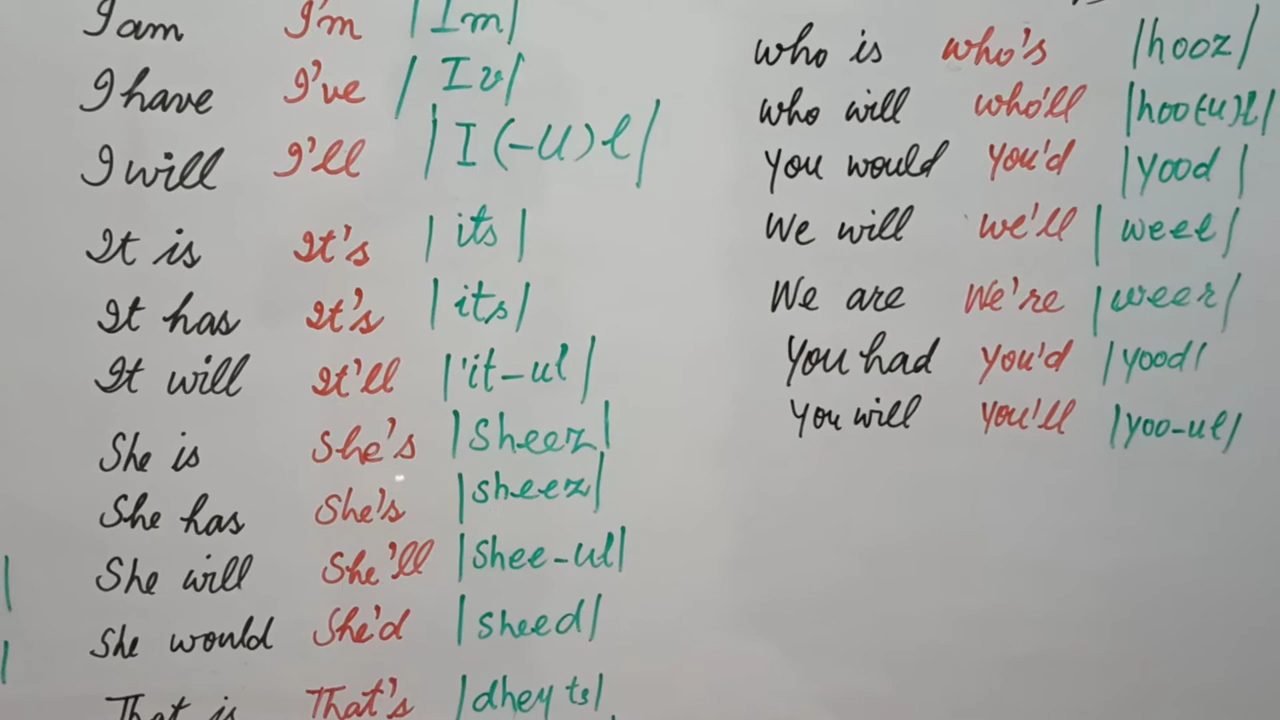 I am I'm |Im|
I have I've |Iv|
I will I'll |I(-u)l|
It is It's |its|
It has It's |its|
It will It'll |'it-ul|
She is She's |Sheez|
She has She's |sheez|
She will She'll |Shee-ul|
She would She'd |sheed|
That is That's |dheyts|
who is who's |hooz|
who will who'll |hoo(-u)l|
you would you'd |yood|
We will we'll |weel|
We are We're |weer|
You had you'd |yood|
you will you'll |yoo-ul|